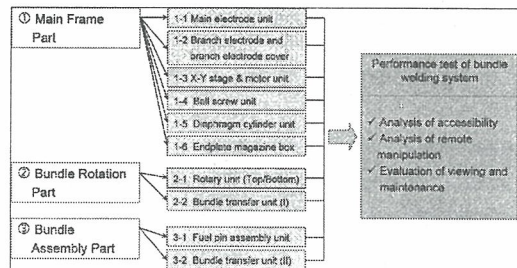 ① Main Frame
Part
1-1 Main electrode unit
1-2 Branch electrode and
branch electrode cover
1-3 X-Y stage & motor unit
1-4 Ball screw unit
1-5 Diaphragm cylinder unit
1-6 Endplate magazine box
② Bundle Rotation
Part
2-1 Rotary unit (Top/Bottom)
2-2 Bundle transfer unit (I)
③ Bundle
Assembly Part
3-1 Fuel pin assembly unit
3-2 Bundle transfer unit (II)
Performance test of bundle
welding system
✓ Analysis of accessibility
✓ Analysis of remote
manipulation
✓ Evaluation of viewing and
maintenance